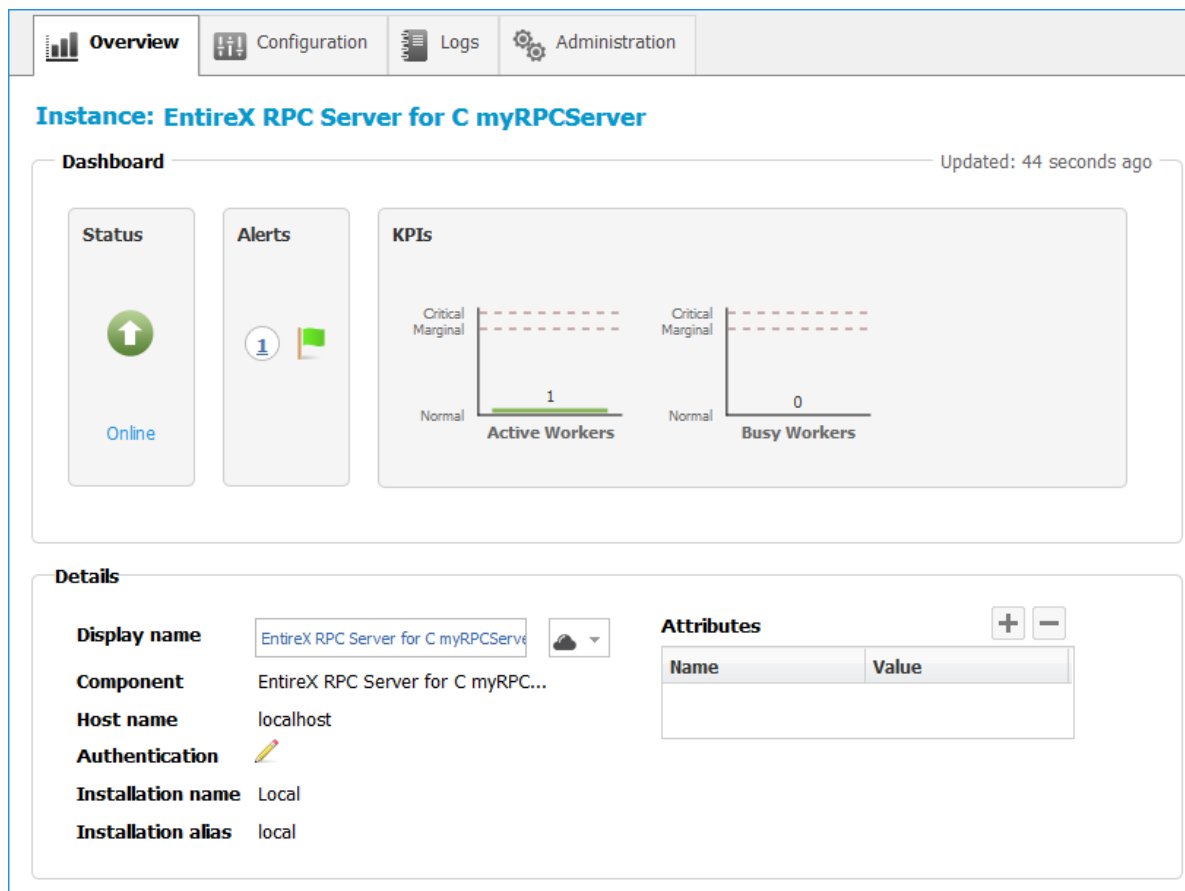 Overview Configuration Logs Administration
Instance: EntireX RPC Server for C myRPCServer
Dashboard Updated: 44 seconds ago
Status Alerts KPIs
Critical Critical
Marginal Marginal
1
1 0
Normal Normal
Online Active Workers Busy Workers
Details
Display name EntireX RPC Server for C myRPCServe Attributes
Name Value
Component EntireX RPC Server for C myRPC...
Host name localhost
Authentication
Installation name Local
Installation alias local